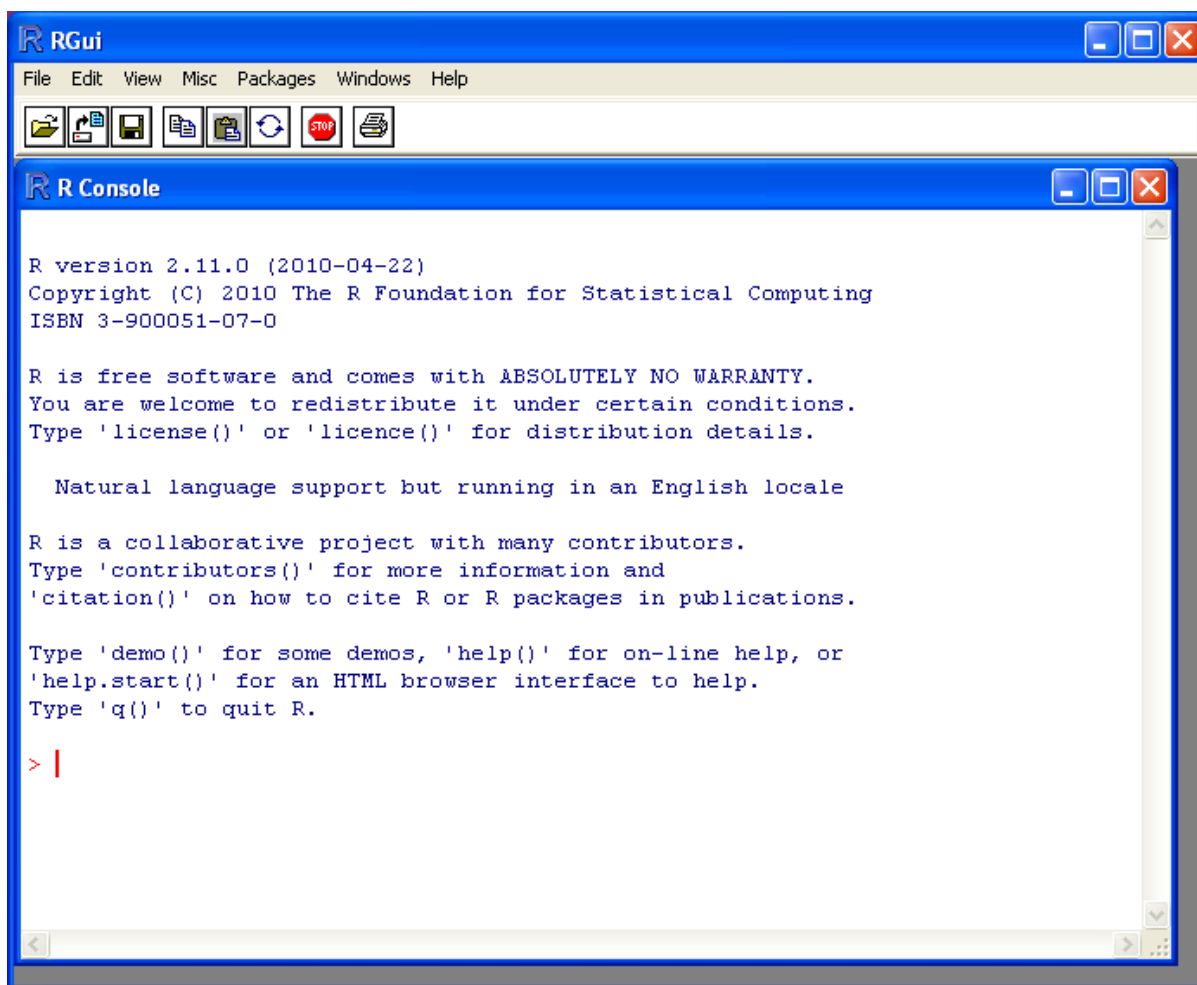 R RGui
File Edit View Misc Packages Windows Help
STOP
R R Console
R version 2.11.0 (2010-04-22)
Copyright (C) 2010 The R Foundation for Statistical Computing
ISBN 3-900051-07-0
R is free software and comes with ABSOLUTELY NO WARRANTY.
You are welcome to redistribute it under certain conditions.
Type 'license()' or 'licence()' for distribution details.
Natural language support but running in an English locale
R is a collaborative project with many contributors.
Type 'contributors()' for more information and
'citation()' on how to cite R or R packages in publications.
Type 'demo()' for some demos, 'help()' for on-line help, or
'help.start()' for an HTML browser interface to help.
Type 'q()' to quit R.
>